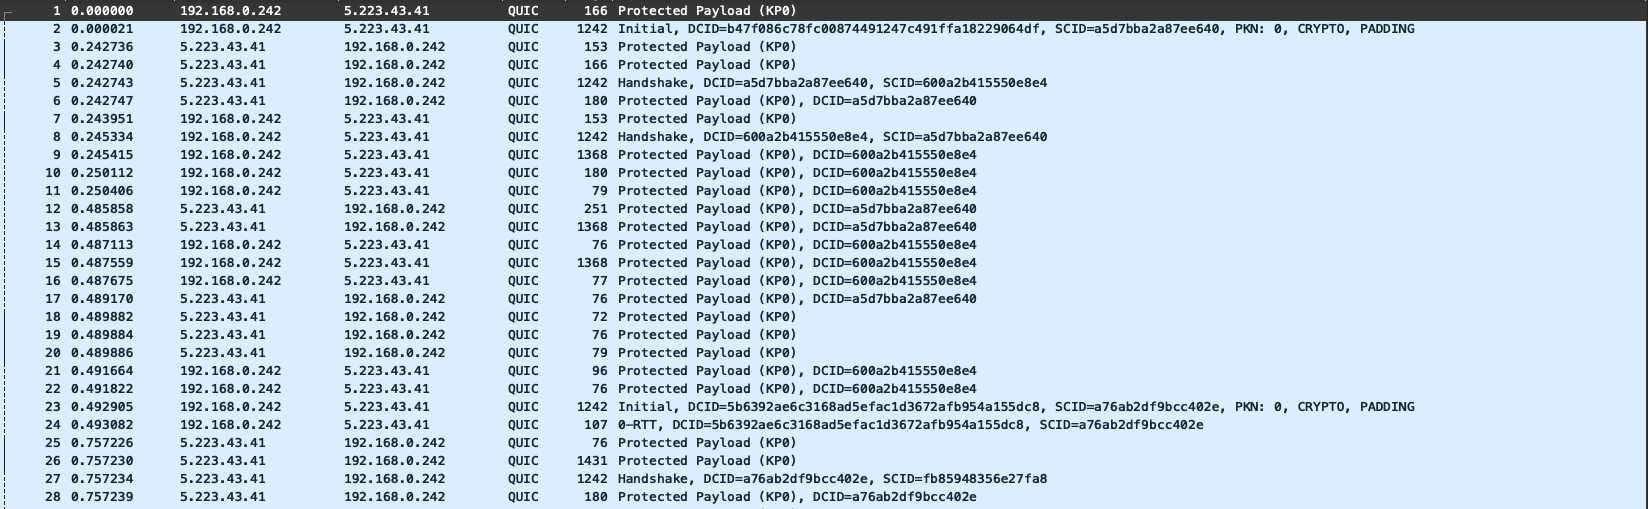 1 0.000000 192.168.0.242 5.223.43.41 QUIC 166 Protected Payload (KP0)
2 0.000021 192.168.0.242 5.223.43.41 QUIC 1242 Initial, DCID=b47f086c78fc00874491247c491ffa18229064df, SCID=a5d7bba2a87ee640, PKN: 0, CRYPTO, PADDING
3 0.242736 5.223.43.41 192.168.0.242 QUIC 153 Protected Payload (KP0)
4 0.242740 5.223.43.41 192.168.0.242 QUIC 166 Protected Payload (KP0)
5 0.242743 5.223.43.41 192.168.0.242 QUIC 1242 Handshake, DCID=a5d7bba2a87ee640, SCID=600a2b415550e8e4
6 0.242747 5.223.43.41 192.168.0.242 QUIC 180 Protected Payload (KP0), DCID=a5d7bba2a87ee640
7 0.243951 192.168.0.242 5.223.43.41 QUIC 153 Protected Payload (KP0)
8 0.245334 192.168.0.242 5.223.43.41 QUIC 1242 Handshake, DCID=600a2b415550e8e4, SCID=a5d7bba2a87ee640
9 0.245415 192.168.0.242 5.223.43.41 QUIC 1368 Protected Payload (KP0), DCID=600a2b415550e8e4
10 0.250112 192.168.0.242 5.223.43.41 QUIC 180 Protected Payload (KP0), DCID=600a2b415550e8e4
11 0.250406 192.168.0.242 5.223.43.41 QUIC 79 Protected Payload (KP0), DCID=600a2b415550e8e4
12 0.485858 5.223.43.41 192.168.0.242 QUIC 251 Protected Payload (KP0), DCID=a5d7bba2a87ee640
13 0.485863 5.223.43.41 192.168.0.242 QUIC 1368 Protected Payload (KP0), DCID=a5d7bba2a87ee640
14 0.487113 192.168.0.242 5.223.43.41 QUIC 76 Protected Payload (KP0), DCID=600a2b415550e8e4
15 0.487559 192.168.0.242 5.223.43.41 QUIC 1368 Protected Payload (KP0), DCID=600a2b415550e8e4
16 0.487675 192.168.0.242 5.223.43.41 QUIC 77 Protected Payload (KP0), DCID=600a2b415550e8e4
17 0.489170 5.223.43.41 192.168.0.242 QUIC 76 Protected Payload (KP0), DCID=a5d7bba2a87ee640
18 0.489882 5.223.43.41 192.168.0.242 QUIC 72 Protected Payload (KP0)
19 0.489884 5.223.43.41 192.168.0.242 QUIC 76 Protected Payload (KP0)
20 0.489886 5.223.43.41 192.168.0.242 QUIC 79 Protected Payload (KP0)
21 0.491664 192.168.0.242 5.223.43.41 QUIC 96 Protected Payload (KP0), DCID=600a2b415550e8e4
22 0.491822 192.168.0.242 5.223.43.41 QUIC 76 Protected Payload (KP0), DCID=600a2b415550e8e4
23 0.492905 192.168.0.242 5.223.43.41 QUIC 1242 Initial, DCID=5b6392ae6c3168ad5efac1d3672afb954a155dc8, SCID=a76ab2df9bcc402e, PKN: 0, CRYPTO, PADDING
24 0.493082 192.168.0.242 5.223.43.41 QUIC 107 0-RTT, DCID=5b6392ae6c3168ad5efac1d3672afb954a155dc8, SCID=a76ab2df9bcc402e
25 0.757226 5.223.43.41 192.168.0.242 QUIC 76 Protected Payload (KP0)
26 0.757230 5.223.43.41 192.168.0.242 QUIC 1431 Protected Payload (KP0)
27 0.757234 5.223.43.41 192.168.0.242 QUIC 1242 Handshake, DCID=a76ab2df9bcc402e, SCID=fb85948356e27fa8
28 0.757239 5.223.43.41 192.168.0.242 QUIC 180 Protected Payload (KP0), DCID=a76ab2df9bcc402e